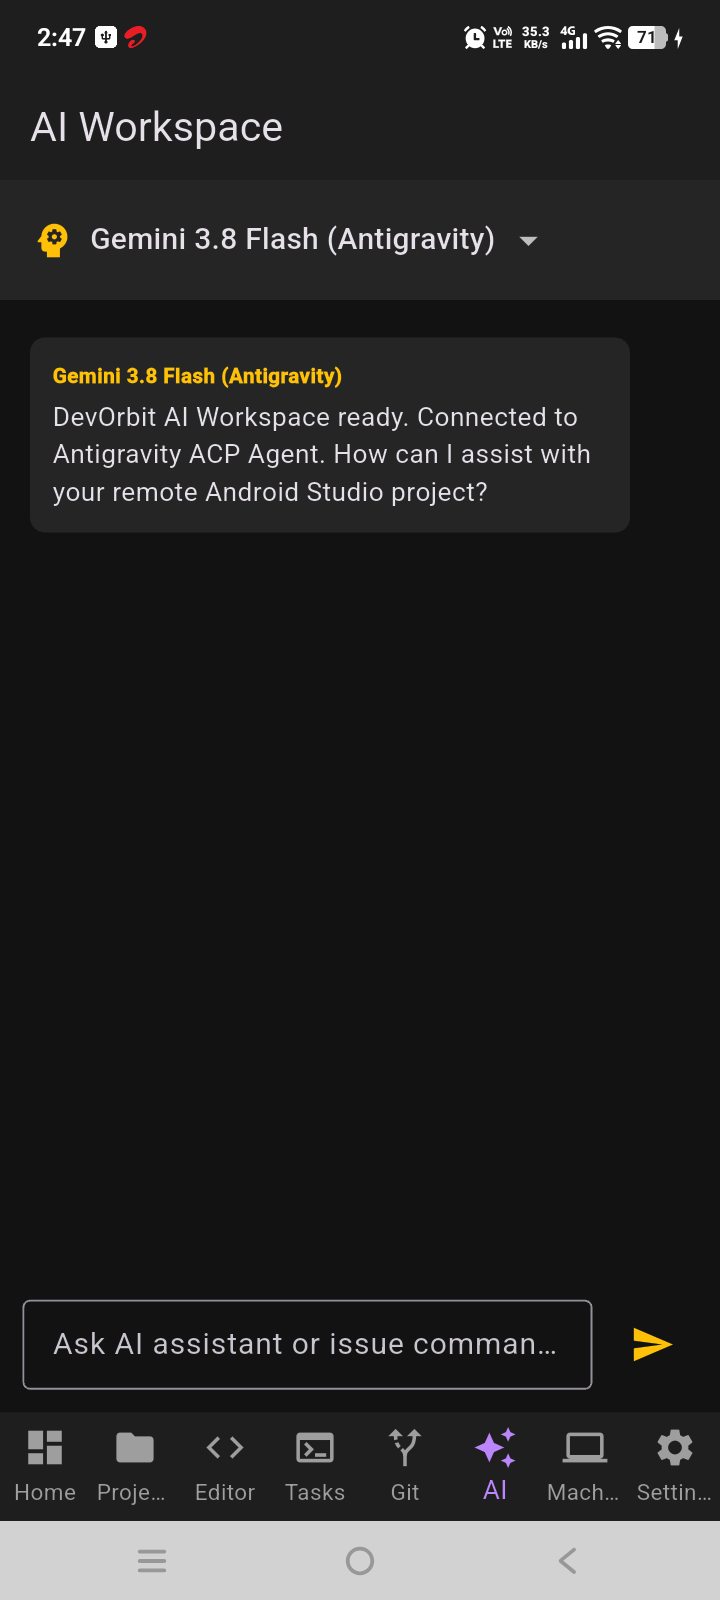 2:47
Vo))
LTE
35.3
KB/s
4G
71
AI Workspace
Gemini 3.8 Flash (Antigravity)
Gemini 3.8 Flash (Antigravity)
DevOrbit AI Workspace ready. Connected to
Antigravity ACP Agent. How can I assist with
your remote Android Studio project?
Ask AI assistant or issue comman...
Home Proje... Editor Tasks Git AI Mach... Settin...